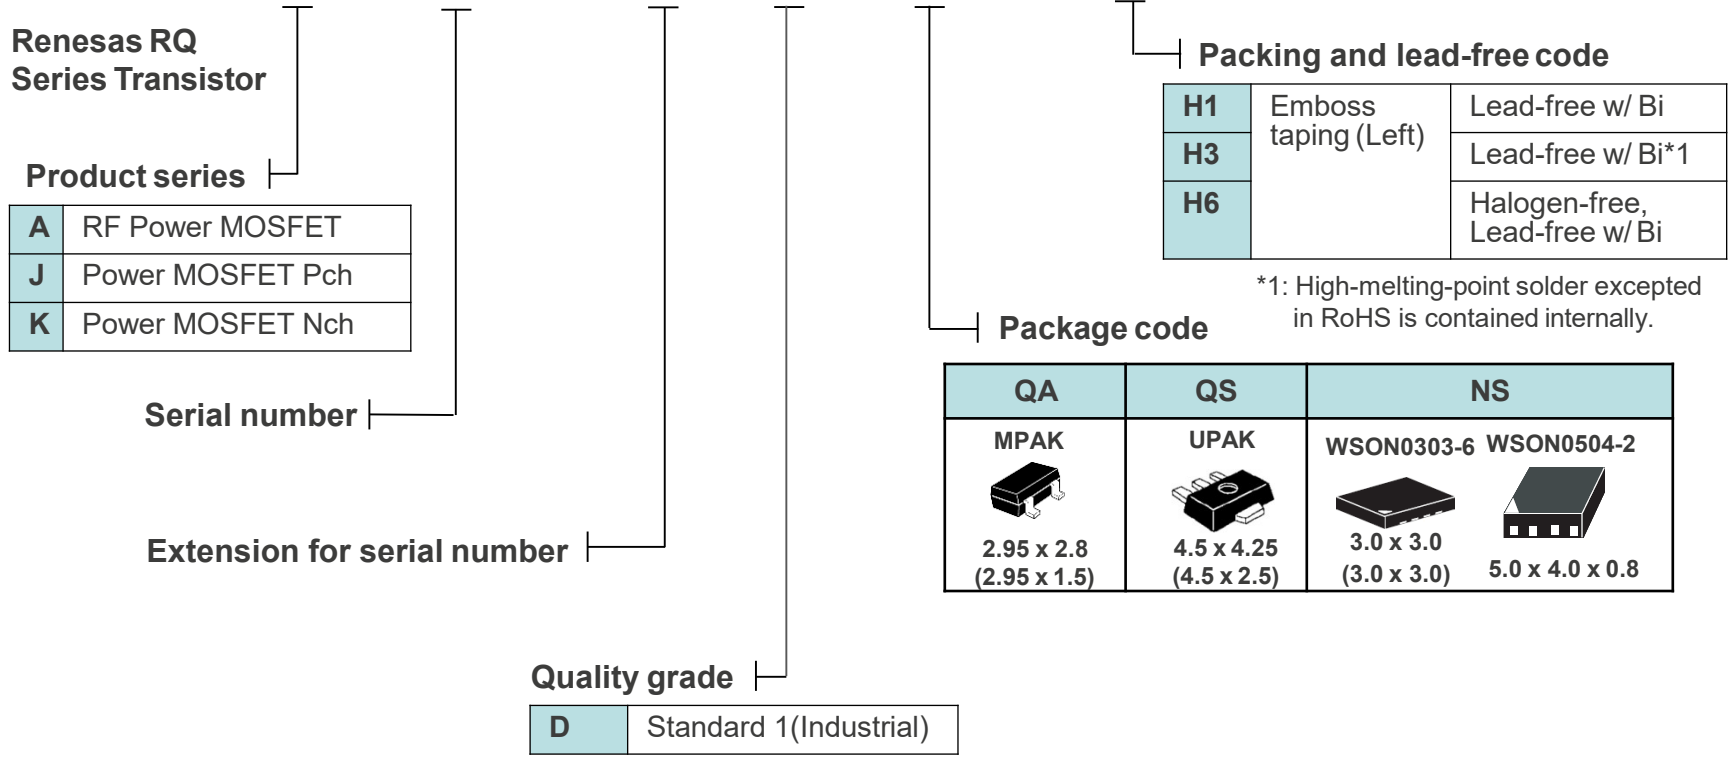 Renesas RQ
Series Transistor
Packing and lead-free code
H1 Emboss taping (Left) Lead-free w/ Bi
H3 Lead-free w/ Bi*1
H6 Halogen-free,
Lead-free w/ Bi
*1: High-melting-point solder excepted
in RoHS is contained internally.
Product series
A RF Power MOSFET
J Power MOSFET Pch
K Power MOSFET Nch
Package code
QA QS NS
MPAK UPAK WSON0303-6 WSON0504-2
2.95 x 2.8 4.5 x 4.25 3.0 x 3.0 5.0 x 4.0 x 0.8
(2.95 x 1.5) (4.5 x 2.5) (3.0 x 3.0)
Serial number
Extension for serial number
Quality grade
D Standard 1(Industrial)